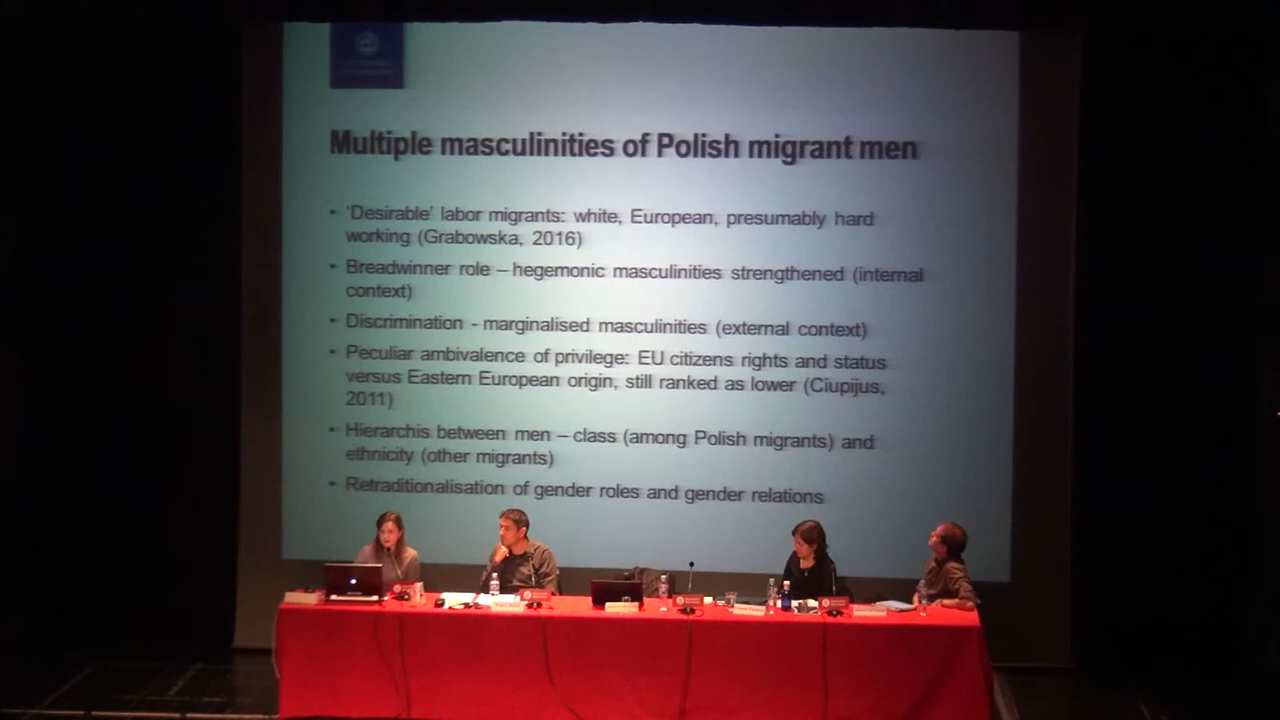 Multiple masculinities of Polish migrant men
• 'Desirable' labor migrants: white, European, presumably hard
working (Grabowska, 2016)
• Breadwinner role – hegemonic masculinities strengthened (internal
context)
• Discrimination - marginalised masculinities (external context)
• Peculiar ambivalence of privilege: EU citizens rights and status
versus Eastern European origin, still ranked as lower (Ciupijus,
2011)
• Hierarchis between men – class (among Polish migrants) and
ethnicity (other migrants)
• Retraditionalisation of gender roles and gender relations